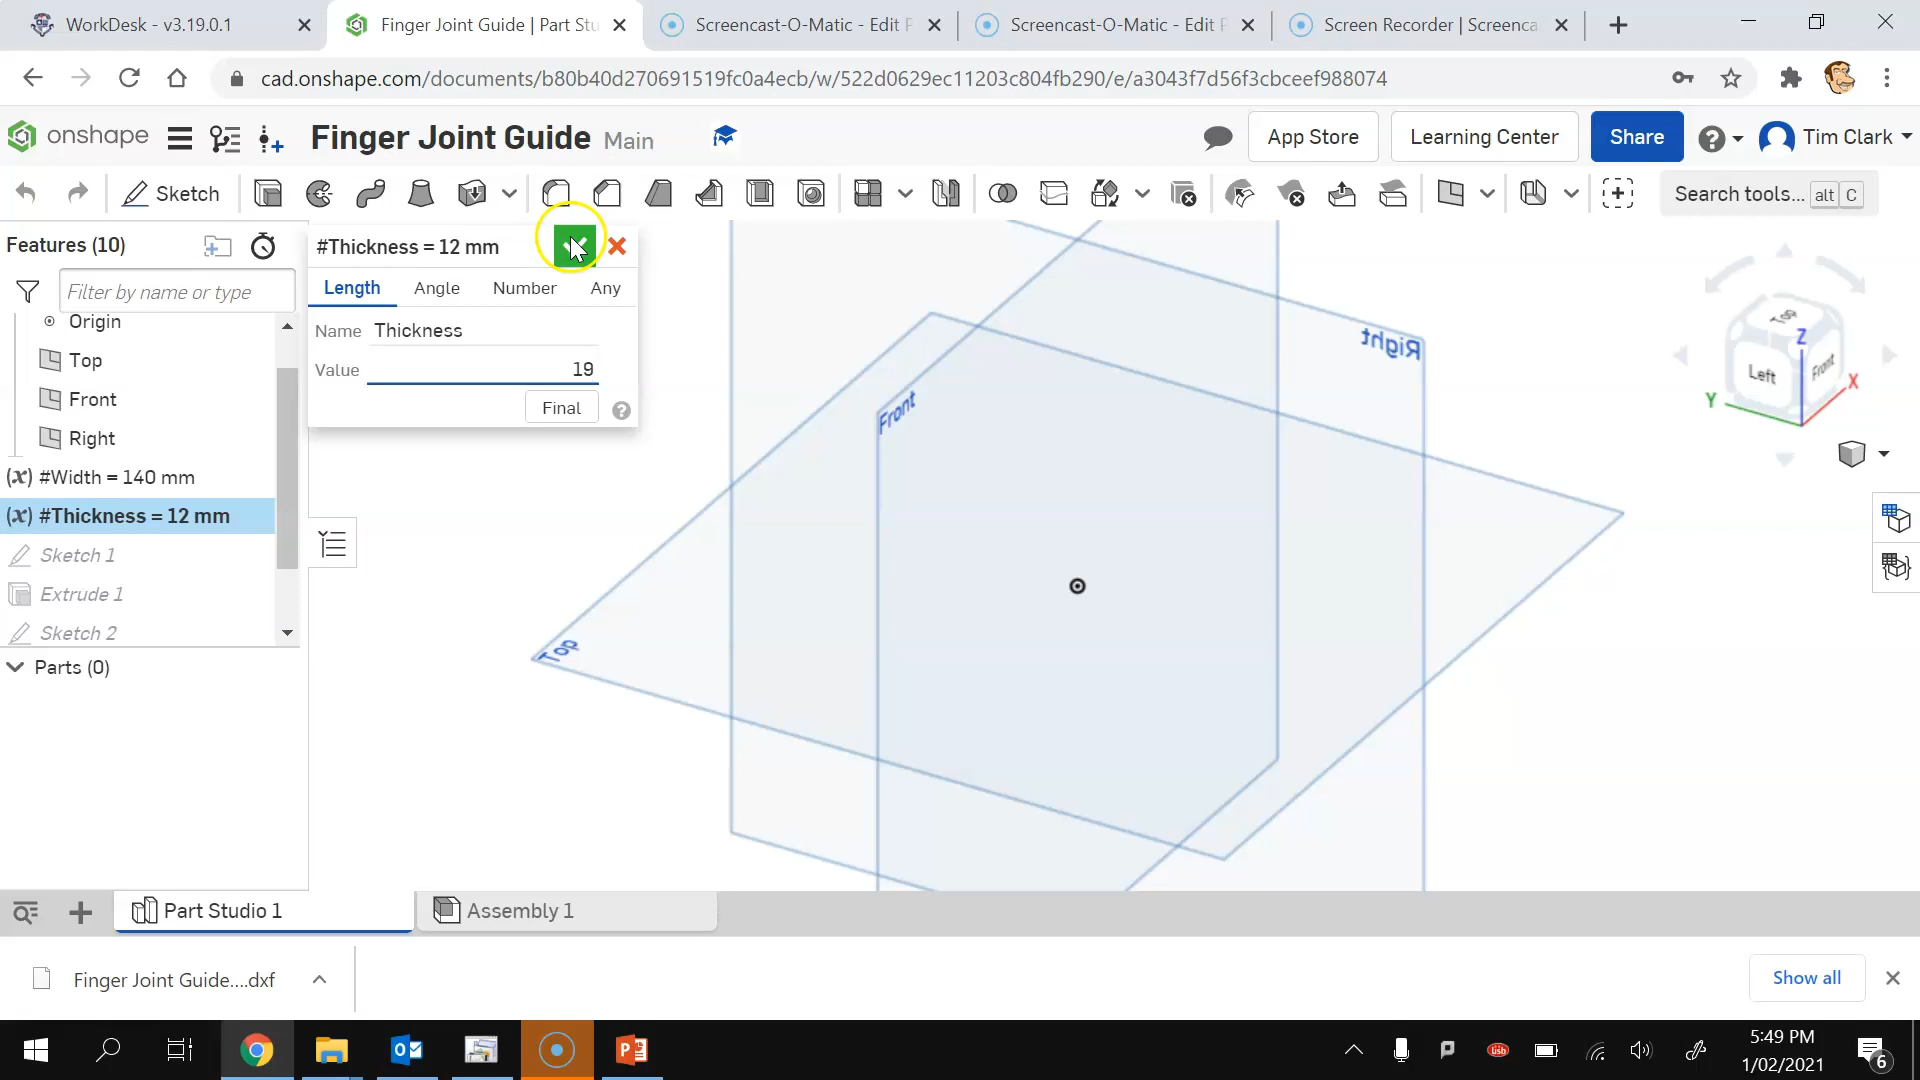 WorkDesk - v3.19.0.1
Finger Joint Guide | Part Stu
Screencast-O-Matic - Edit P
Screencast-O-Matic - Edit P
Screen Recorder | Screenca
cad.onshape.com/documents/b80b40d270691519fc0a4ecb/w/522d0629ec11203c804fb290/e/a3043f7d56f3cbceef988074
onshape
Finger Joint Guide Main
App Store
Learning Center
Share
Tim Clark
Sketch
Search tools... alt C
Features (10)
Filter by name or type
Origin
Top
Front
Right
(x) #Width = 140 mm
(x) #Thickness = 12 mm
Sketch 1
Extrude 1
Sketch 2
Parts (0)
#Thickness = 12 mm
Length Angle Number Any
Name Thickness
Value 19
Final
Right
Front
Top
Top
Left
Front
Z
X
Y
Part Studio 1
Assembly 1
Finger Joint Guide....dxf
Show all
5:49 PM
1/02/2021
6